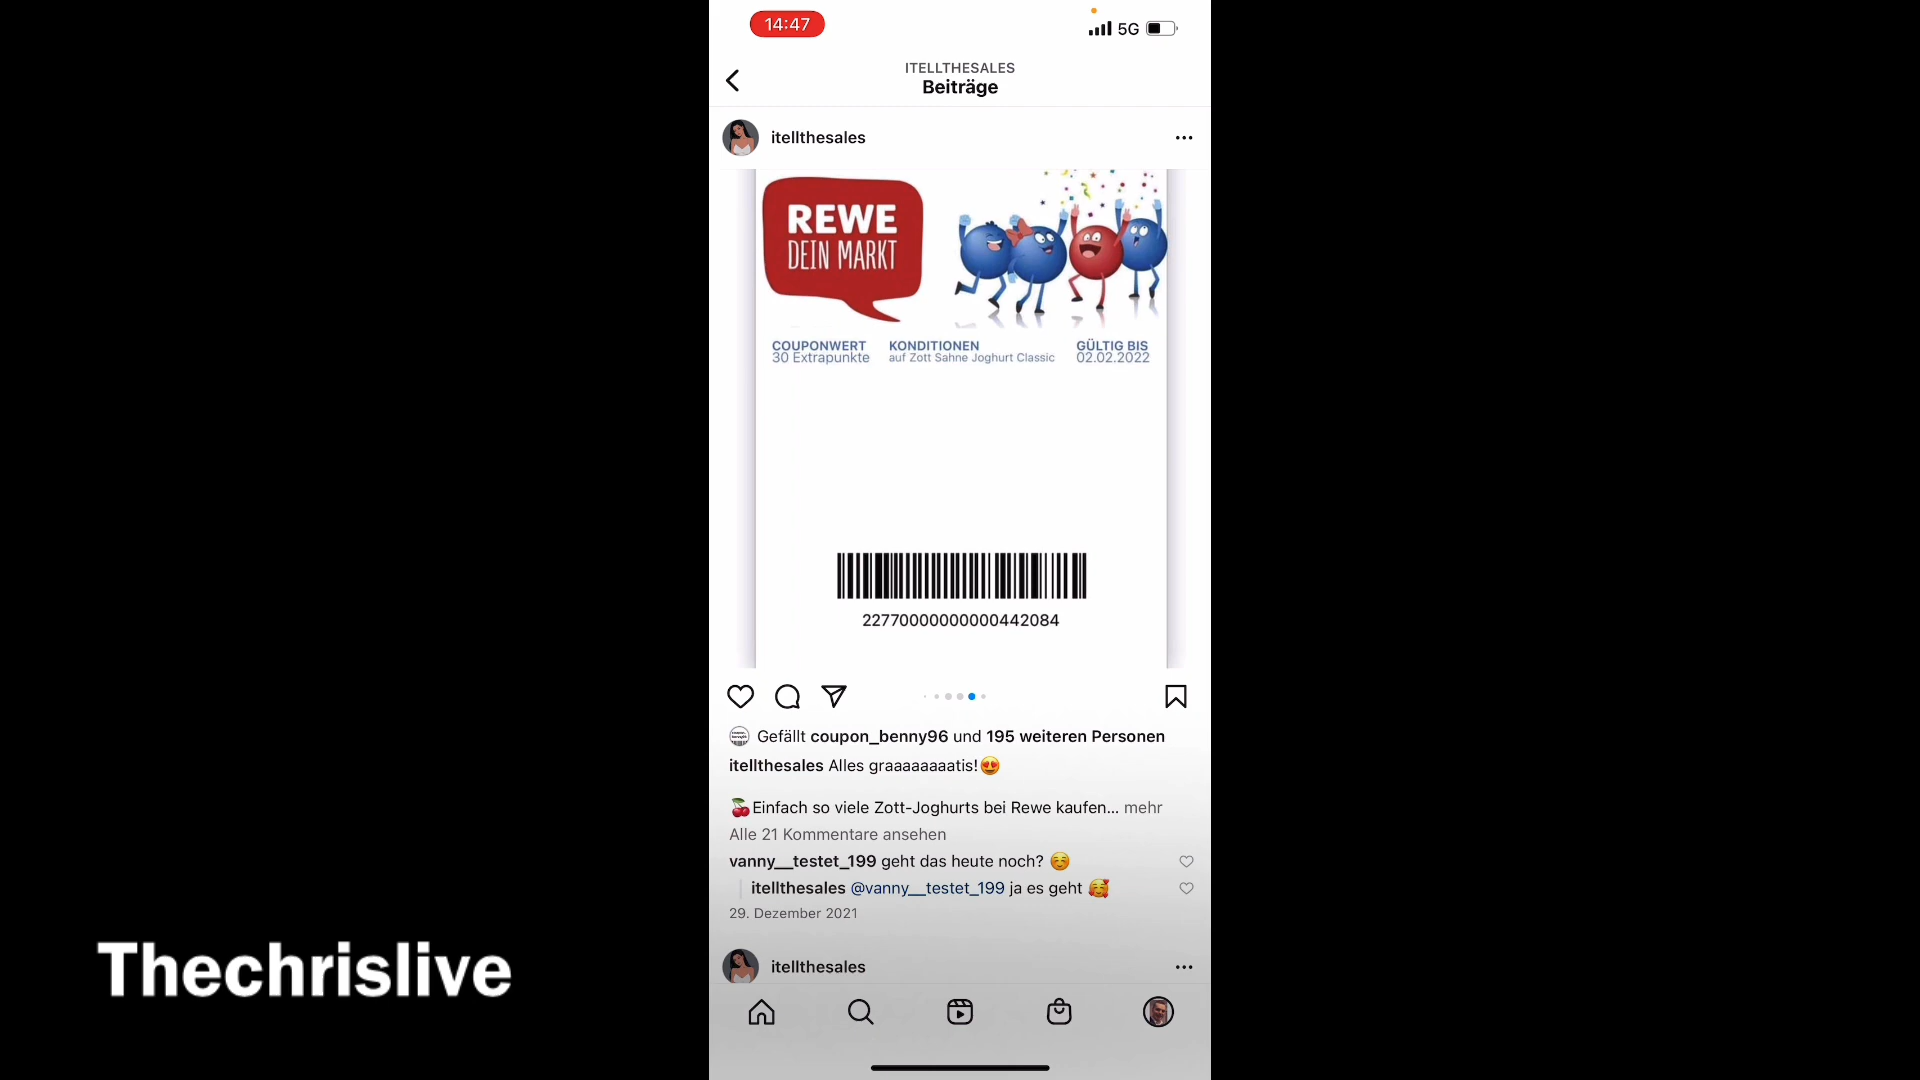 14:47
5G
ITELLTHESALES
Beiträge
itellthesales
REWE
DEIN MARKT
COUPONWERT
30 Extrapunkte
KONDITIONEN
auf Zott Sahne Joghurt Classic
GÜLTIG BIS
02.02.2022
22770000000000442084
Gefällt coupon_benny96 und 195 weiteren Personen
itellthesales Alles graaaaaaaatis!😍
🍒Einfach so viele Zott-Joghurts bei Rewe kaufen... mehr
Alle 21 Kommentare ansehen
vanny__testet_199 geht das heute noch? ☺️
itellthesales @vanny__testet_199 ja es geht 🥰
29. Dezember 2021
itellthesales
Thechrislive